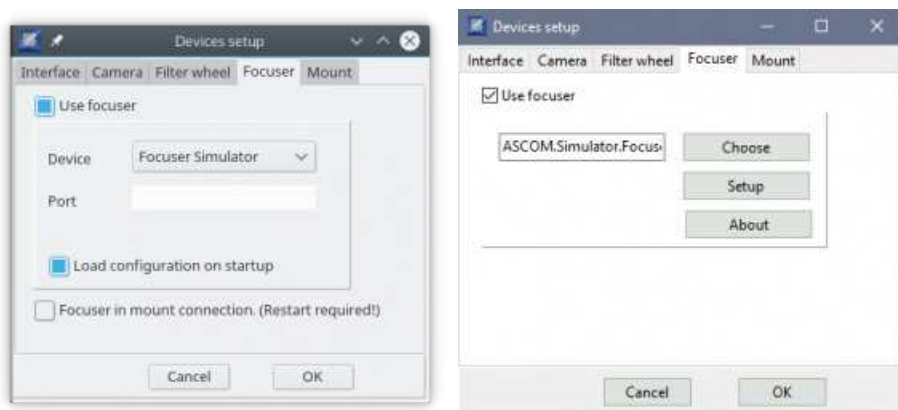 Devices setup
Interface Camera Filter wheel Focuser Mount
Use focuser
Device Focuser Simulator
Port
Load configuration on startup
Focuser in mount connection. (Restart required!)
Cancel OK
Devices setup
Interface Camera Filter wheel Focuser Mount
Use focuser
ASCOM.Simulator.Focus Choose
Setup
About
Cancel OK